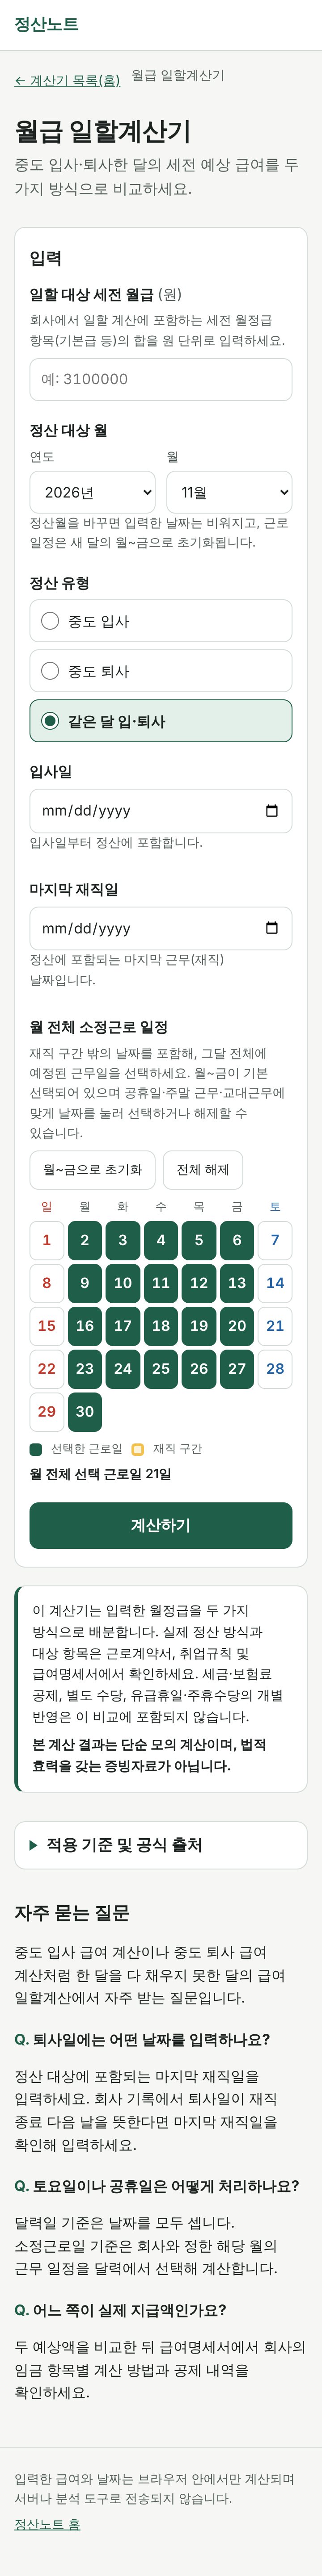 정산노트
← 계산기 목록(홈) 월급 일할계산기
월급 일할계산기
중도 입사·퇴사한 달의 세전 예상 급여를 두
가지 방식으로 비교하세요.
입력
일할 대상 세전 월급 (원)
회사에서 일할 계산에 포함하는 세전 월정급
항목(기본급 등)의 합을 원 단위로 입력하세요.
예: 3100000
정산 대상 월
연도 월
2026년 11월
정산월을 바꾸면 입력한 날짜는 비워지고, 근로
일정은 새 달의 월~금으로 초기화됩니다.
정산 유형
중도 입사
중도 퇴사
같은 달 입·퇴사
입사일
mm/dd/yyyy
입사일부터 정산에 포함합니다.
마지막 재직일
mm/dd/yyyy
정산에 포함되는 마지막 근무(재직)
날짜입니다.
월 전체 소정근로 일정
재직 구간 밖의 날짜를 포함해, 그달 전체에
예정된 근무일을 선택하세요. 월~금이 기본
선택되어 있으며 공휴일·주말 근무·교대근무에
맞게 날짜를 눌러 선택하거나 해제할 수
있습니다.
월~금으로 초기화 전체 해제
일 월 화 수 목 금 토
1 2 3 4 5 6 7
8 9 10 11 12 13 14
15 16 17 18 19 20 21
22 23 24 25 26 27 28
29 30
선택한 근로일 재직 구간
월 전체 선택 근로일 21일
계산하기
이 계산기는 입력한 월정급을 두 가지
방식으로 배분합니다. 실제 정산 방식과
대상 항목은 근로계약서, 취업규칙 및
급여명세서에서 확인하세요. 세금·보험료
공제, 별도 수당, 유급휴일·주휴수당의 개별
반영은 이 비교에 포함되지 않습니다.
본 계산 결과는 단순 모의 계산이며, 법적
효력을 갖는 증빙자료가 아닙니다.
적용 기준 및 공식 출처
자주 묻는 질문
중도 입사 급여 계산이나 중도 퇴사 급여
계산처럼 한 달을 다 채우지 못한 달의 급여
일할계산에서 자주 받는 질문입니다.
Q. 퇴사일에는 어떤 날짜를 입력하나요?
정산 대상에 포함되는 마지막 재직일을
입력하세요. 회사 기록에서 퇴사일이 재직
종료 다음 날을 뜻한다면 마지막 재직일을
확인해 입력하세요.
Q. 토요일이나 공휴일은 어떻게 처리하나요?
달력일 기준은 날짜를 모두 셉니다.
소정근로일 기준은 회사와 정한 해당 월의
근무 일정을 달력에서 선택해 계산합니다.
Q. 어느 쪽이 실제 지급액인가요?
두 예상액을 비교한 뒤 급여명세서에서 회사의
임금 항목별 계산 방법과 공제 내역을
확인하세요.
입력한 급여와 날짜는 브라우저 안에서만 계산되며
서버나 분석 도구로 전송되지 않습니다.
정산노트 홈